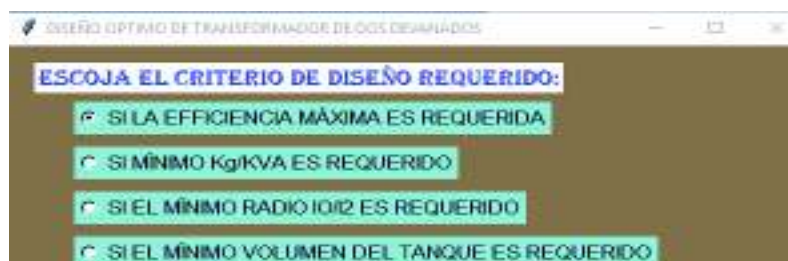 DISEÑO OPTIMO DE TRANSFORMADOR DE DOS DEVANADOS
ESCOJA EL CRITERIO DE DISEÑO REQUERIDO:
SI LA EFFICIENCIA MÁXIMA ES REQUERIDA
SI MÍNIMO Kg/KVA ES REQUERIDO
SI EL MÍNIMO RADIO IO/I2 ES REQUERIDO
SI EL MÍNIMO VOLUMEN DEL TANQUE ES REQUERIDO